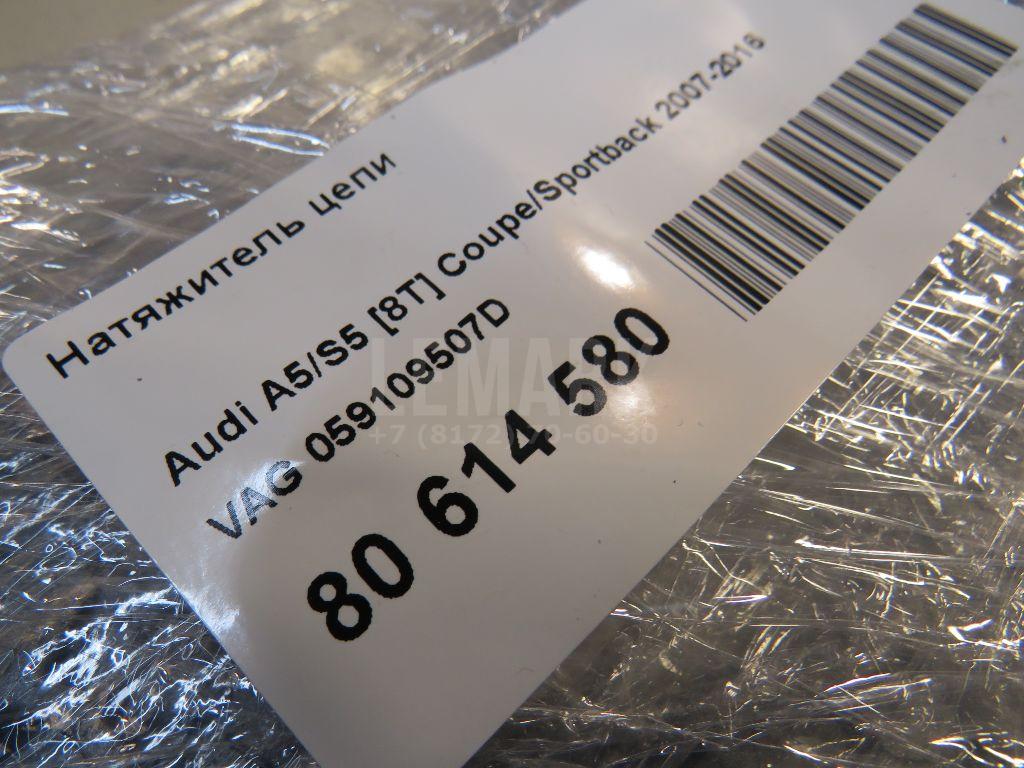 Натяжитель цепи
Audi A5/S5 [8T] Coupe/Sportback 2007-2016
VAG 059109507D
80 614 580